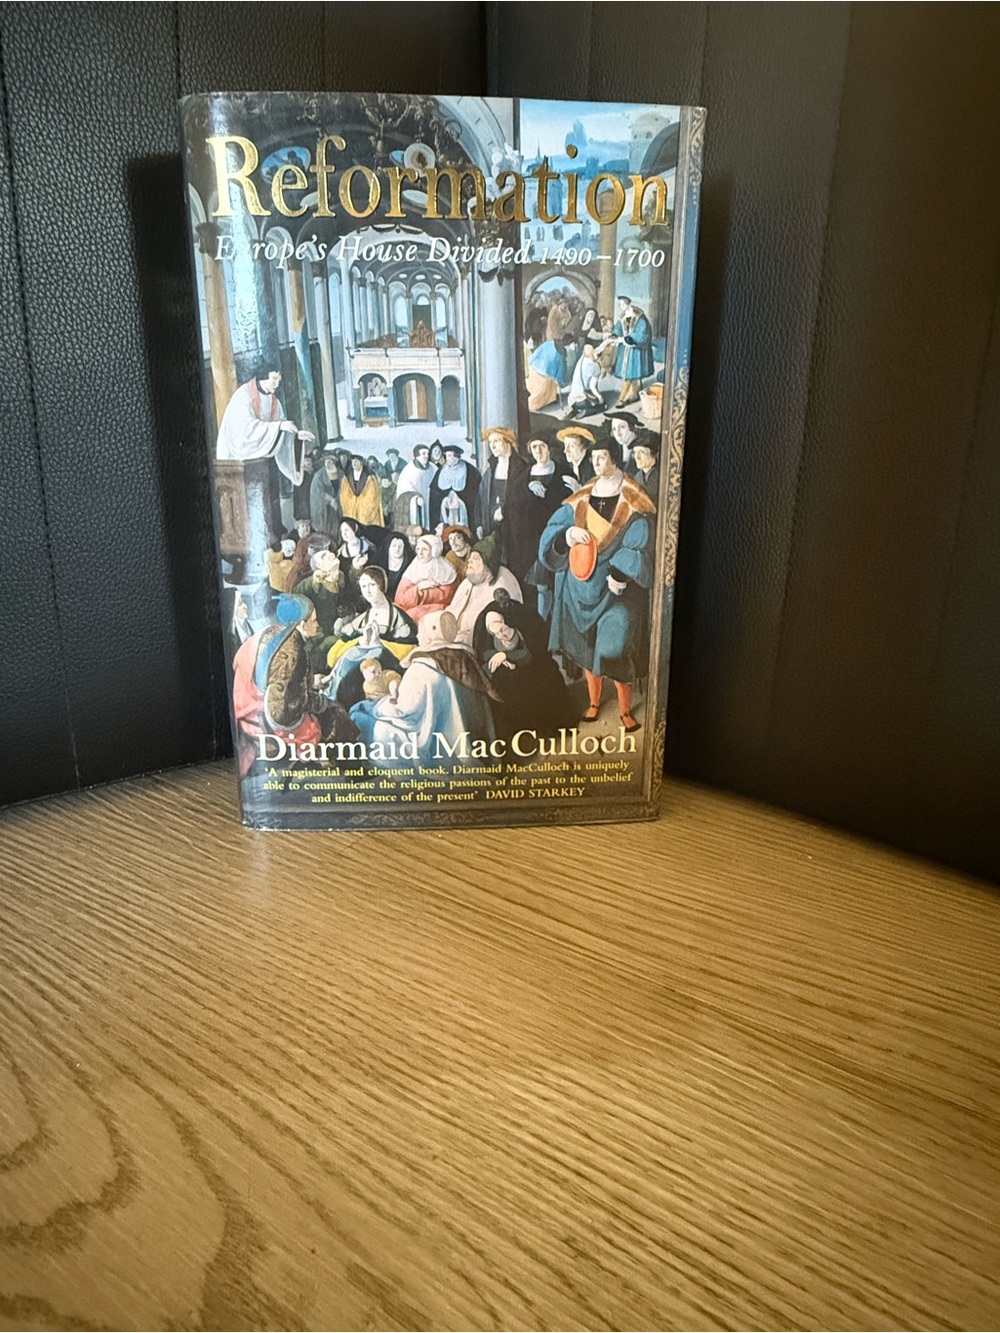 Reformation
Europe's House Divided 1490–1700
Diarmaid MacCulloch
'A magisterial and eloquent book. Diarmaid MacCulloch is uniquely
able to communicate the religious passions of the past to the unbelief
and indifference of the present' DAVID STARKEY